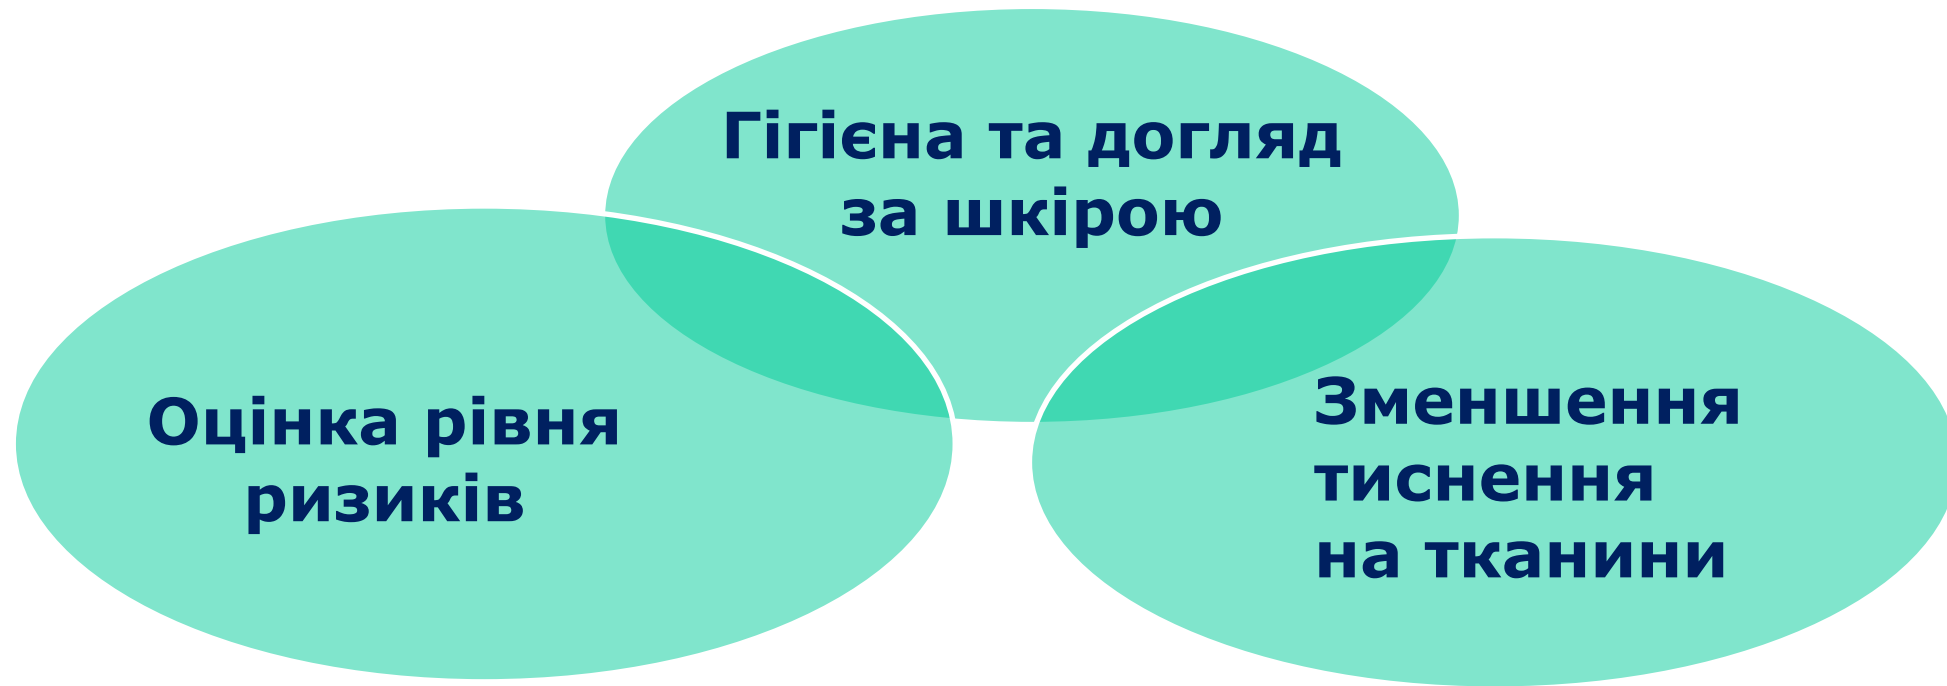 Гігієна та догляд
за шкірою
Оцінка рівня
ризиків
Зменшення
тиснення
на тканини